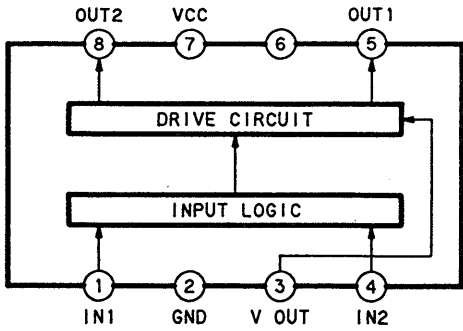 OUT2 VCC OUT1
8 7 6 5
DRIVE CIRCUIT
INPUT LOGIC
1 2 3 4
IN1 GND V OUT IN2